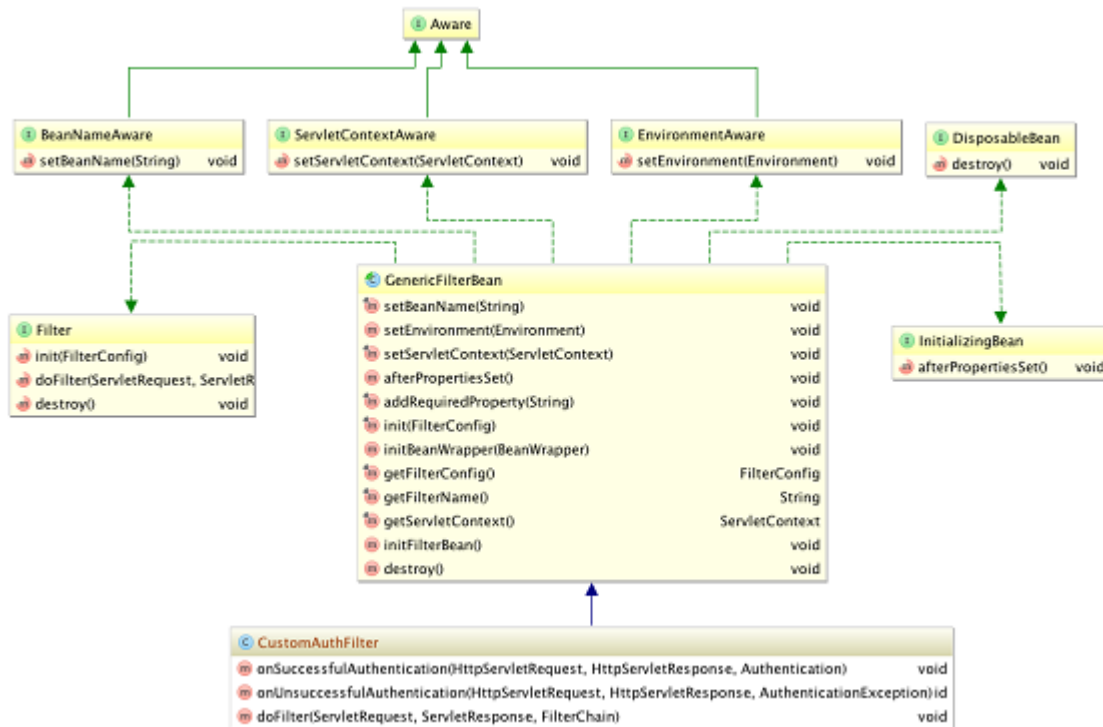 Aware
BeanNameAware
setBeanName(String) void
ServletContextAware
setServletContext(ServletContext) void
EnvironmentAware
setEnvironment(Environment) void
DisposableBean
destroy() void
Filter
init(FilterConfig) void
doFilter(ServletRequest, ServletR
destroy() void
GenericFilterBean
setBeanName(String) void
setEnvironment(Environment) void
setServletContext(ServletContext) void
afterPropertiesSet() void
addRequiredProperty(String) void
init(FilterConfig) void
initBeanWrapper(BeanWrapper) void
getFilterConfig() FilterConfig
getFilterName() String
getServletContext() ServletContext
initFilterBean() void
destroy() void
InitializingBean
afterPropertiesSet() void
CustomAuthFilter
onSuccessfulAuthentication(HttpServletRequest, HttpServletResponse, Authentication) void
onUnsuccessfulAuthentication(HttpServletRequest, HttpServletResponse, AuthenticationException)id
doFilter(ServletRequest, ServletResponse, FilterChain) void